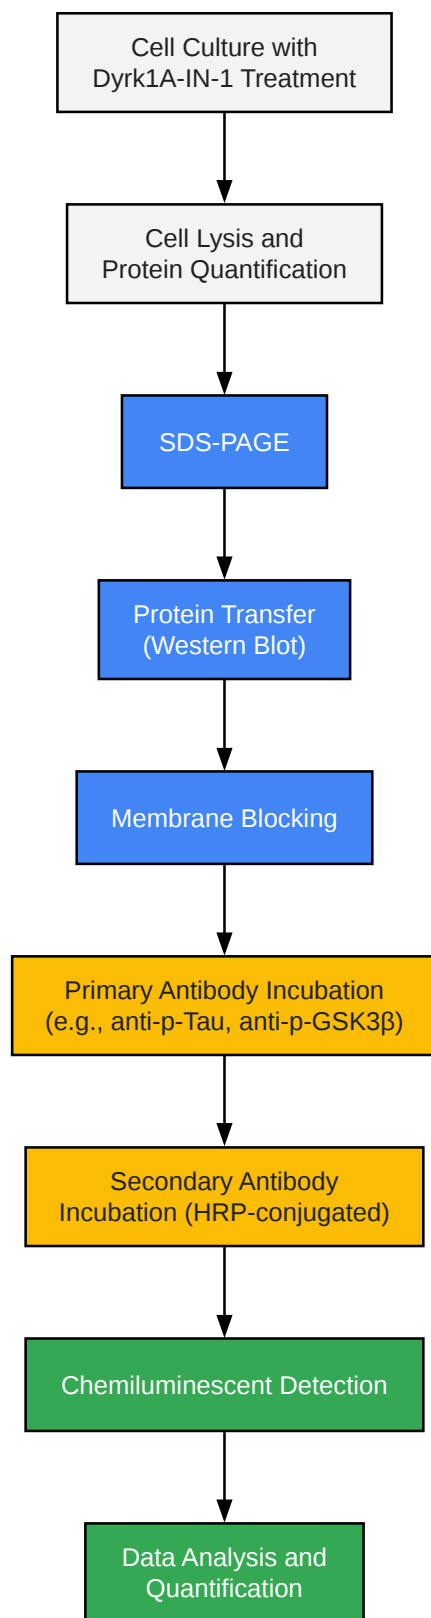 Cell Culture with
Dyrk1A-IN-1 Treatment
Cell Lysis and
Protein Quantification
SDS-PAGE
Protein Transfer
(Western Blot)
Membrane Blocking
Primary Antibody Incubation
(e.g., anti-p-Tau, anti-p-GSK3β)
Secondary Antibody
Incubation (HRP-conjugated)
Chemiluminescent Detection
Data Analysis and
Quantification